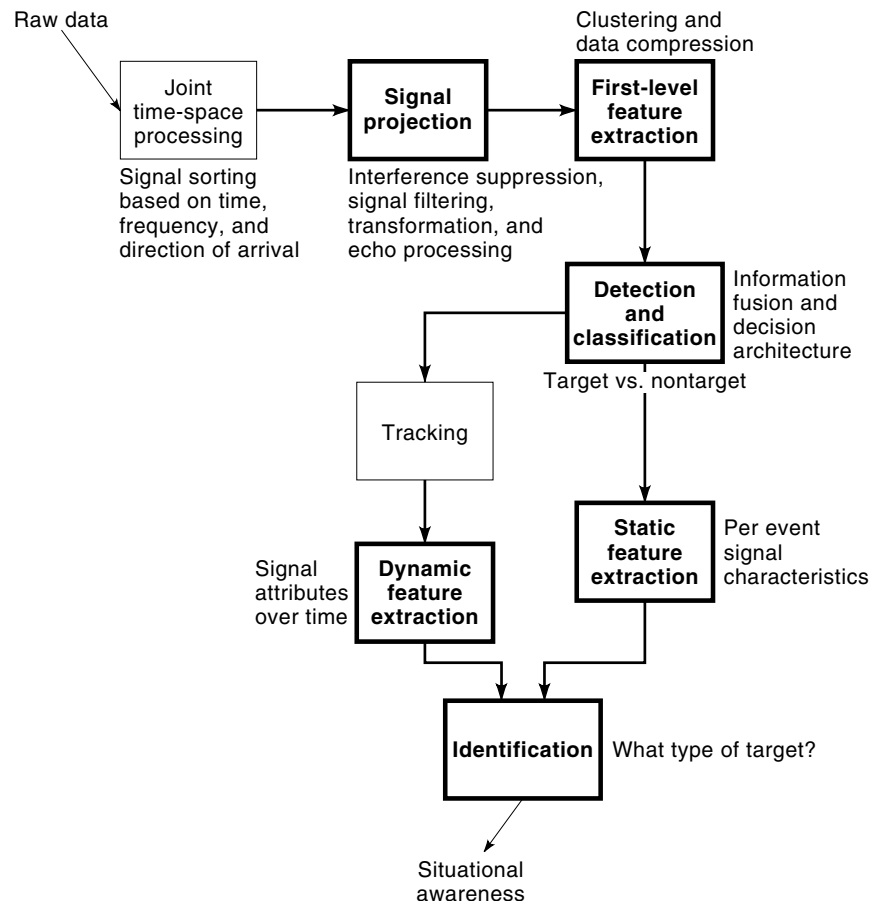 Raw data
Joint
time-space
processing
Signal sorting
based on time,
frequency, and
direction of arrival
Signal
projection
Interference suppression,
signal filtering,
transformation, and
echo processing
Clustering and
data compression
First-level
feature
extraction
Detection
and
classification
Information
fusion and
decision
architecture
Target vs. nontarget
Tracking
Static
feature
extraction
Per event
signal
characteristics
Signal
attributes
over time
Dynamic
feature
extraction
Identification
What type of target?
Situational
awareness